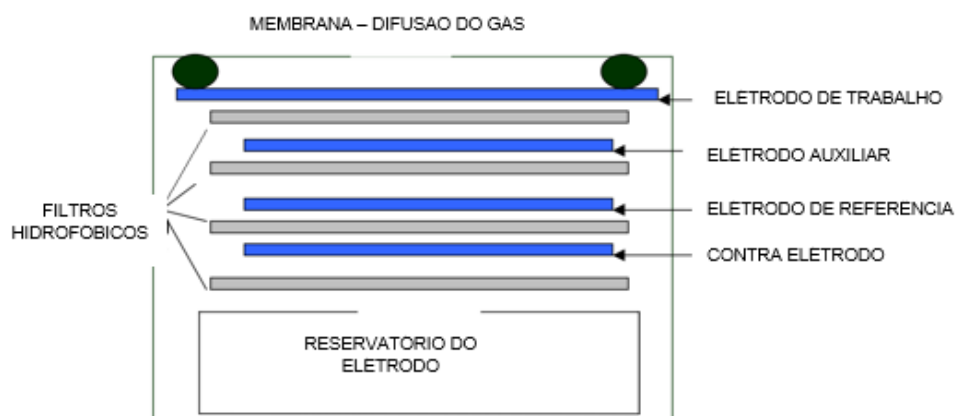 MEMBRANA – DIFUSAO DO GAS
ELETRODO DE TRABALHO
ELETRODO AUXILIAR
ELETRODO DE REFERENCIA
CONTRA ELETRODO
FILTROS
HIDROFOBICOS
RESERVATORIO DO
ELETRODO